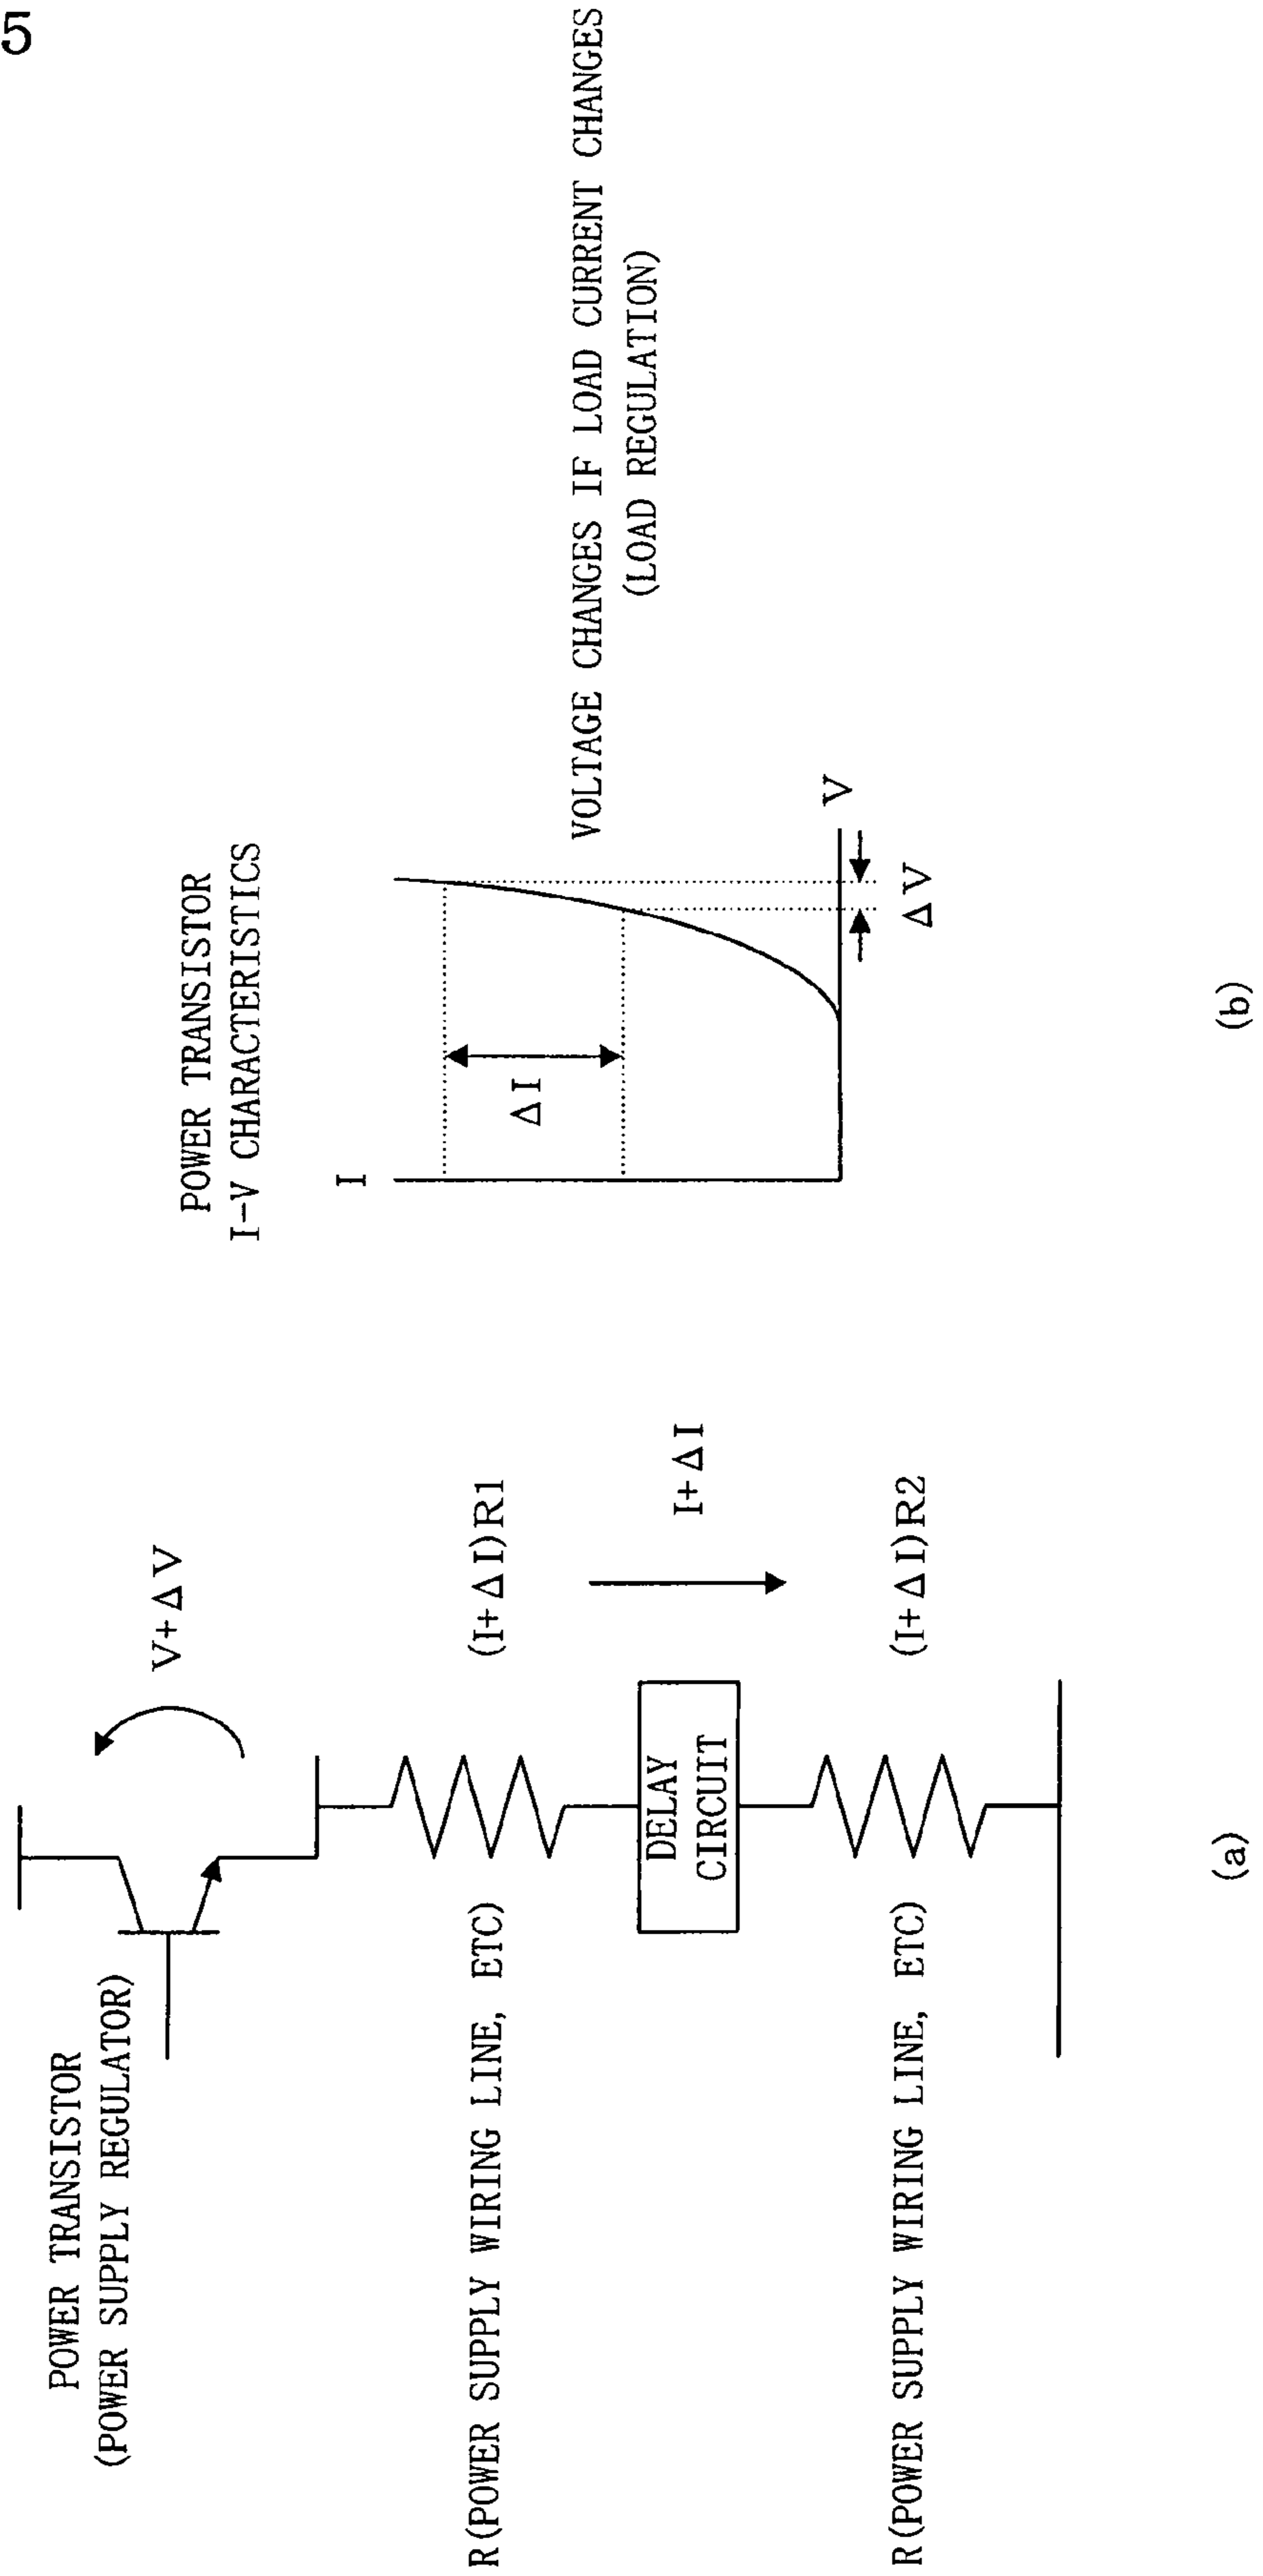 5
POWER TRANSISTOR
(POWER SUPPLY REGULATOR)
V+ΔV
R(POWER SUPPLY WIRING LINE, ETC)
(I+ΔI)R1
DELAY
CIRCUIT
I+ΔI
R(POWER SUPPLY WIRING LINE, ETC)
(I+ΔI)R2
(a)
POWER TRANSISTOR
I-V CHARACTERISTICS
I
ΔI
V
ΔV
VOLTAGE CHANGES IF LOAD CURRENT CHANGES
(LOAD REGULATION)
(b)